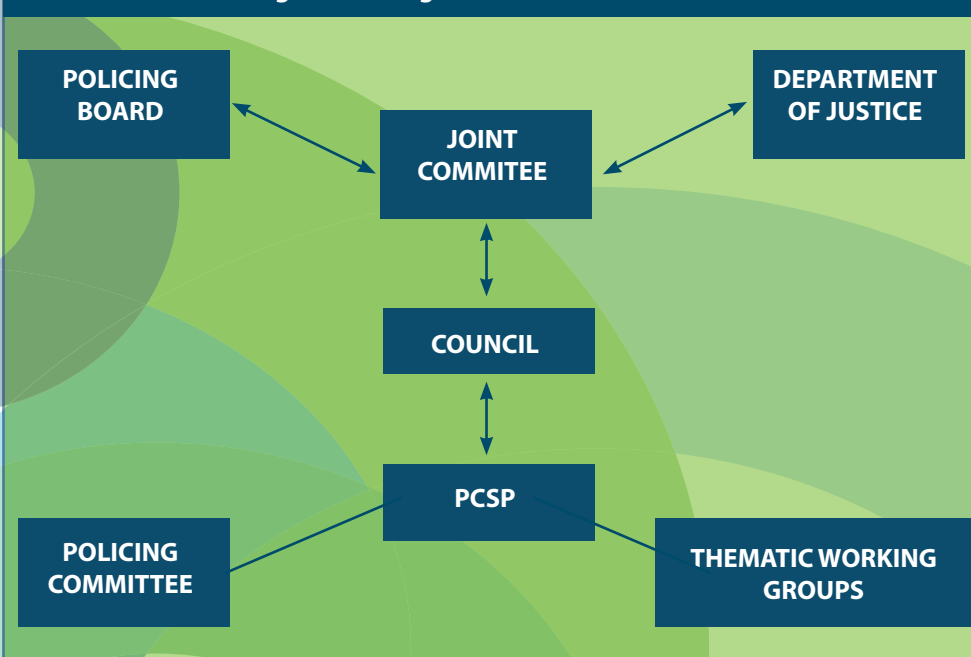 POLICING
BOARD
DEPARTMENT
OF JUSTICE
JOINT
COMMITEE
COUNCIL
PCSP
POLICING
COMMITTEE
THEMATIC WORKING
GROUPS